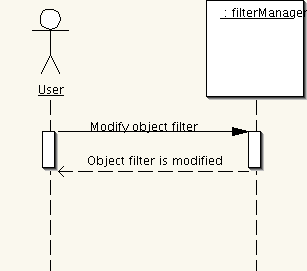 : filterManager
User
Modify object filter
Object filter is modified